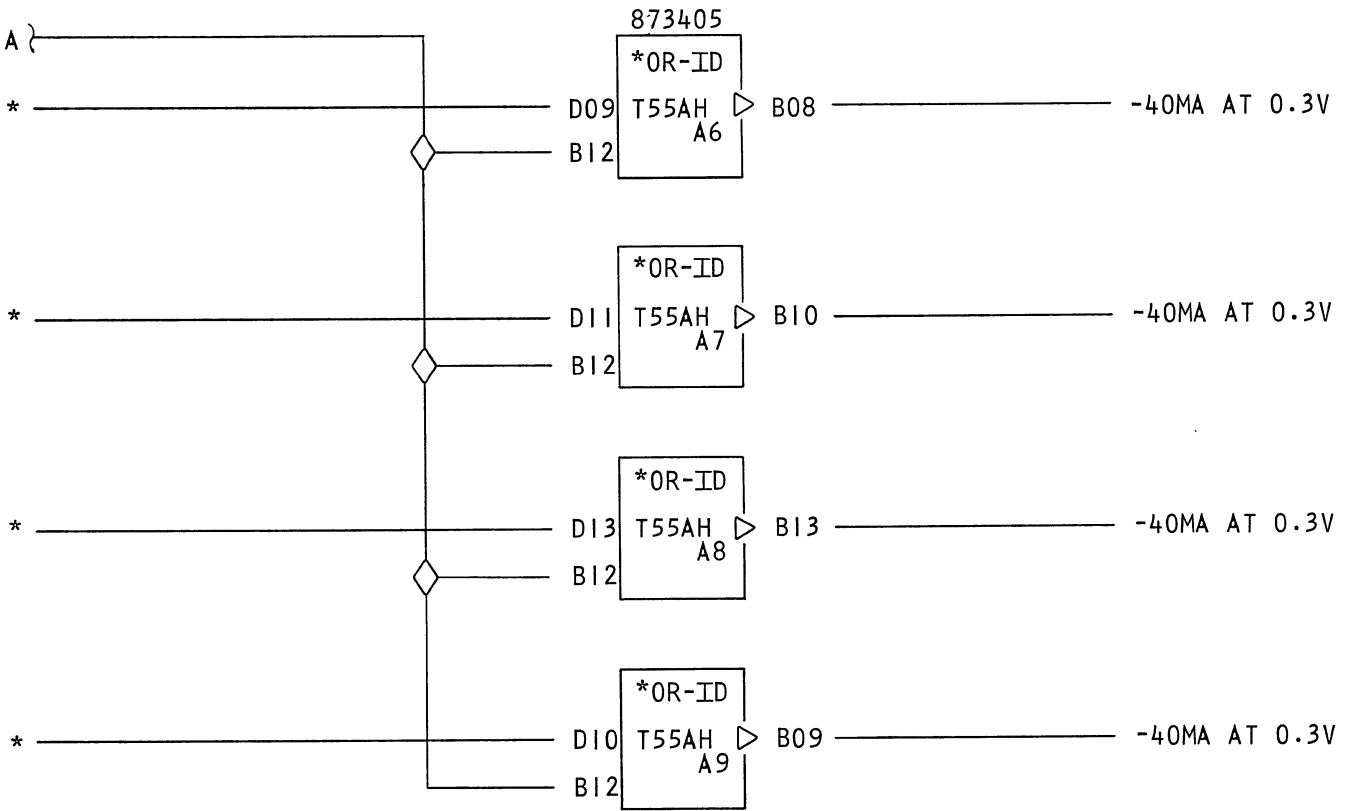 873405
A
*OR-ID
* D09 T55AH B08 -40MA AT 0.3V
A6
B12
*OR-ID
* D11 T55AH B10 -40MA AT 0.3V
A7
B12
*OR-ID
* D13 T55AH B13 -40MA AT 0.3V
A8
B12
*OR-ID
* D10 T55AH B09 -40MA AT 0.3V
A9
B12